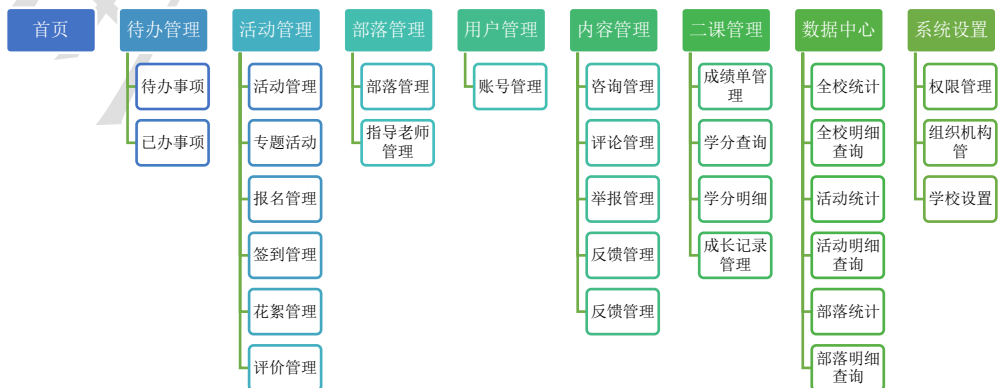 首页
待办管理
待办事项
已办事项
活动管理
活动管理
专题活动
报名管理
签到管理
花絮管理
评价管理
部落管理
部落管理
指导老师
管理
用户管理
账号管理
内容管理
咨询管理
评论管理
举报管理
反馈管理
反馈管理
二课管理
成绩单管
理
学分查询
学分明细
成长记录
管理
数据中心
全校统计
全校明细
查询
活动统计
活动明细
查询
部落统计
部落明细
查询
系统设置
权限管理
组织机构
管
学校设置